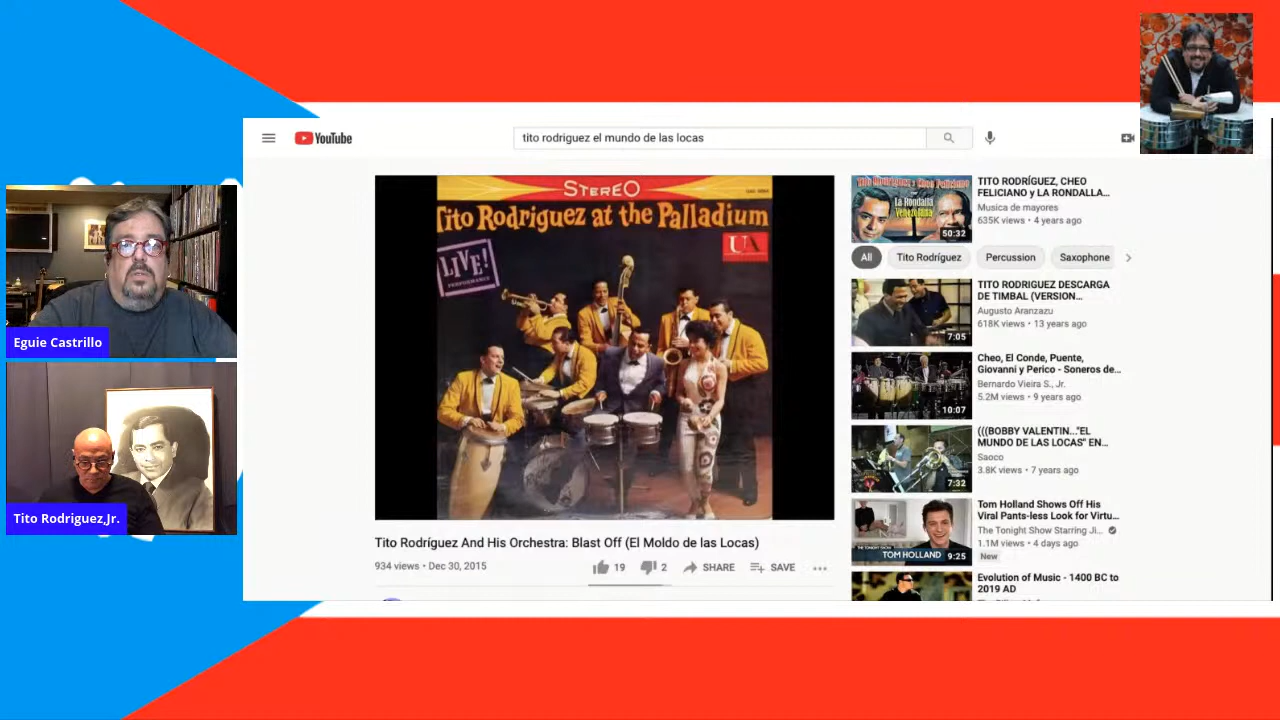 YouTube
tito rodriguez el mundo de las locas
STEREO
Tito Rodriguez at the Palladium
UA
LIVE!
PERFORMANCE
Tito Rodríguez And His Orchestra: Blast Off (El Moldo de las Locas)
934 views • Dec 30, 2015
19
2
SHARE
SAVE
Tito Rodríguez y Cheo Feliciano
La Rondalla
Venezolana
50:32
TITO RODRÍGUEZ, CHEO
FELICIANO y LA RONDALLA...
Musica de mayores
635K views • 4 years ago
All
Tito Rodríguez
Percussion
Saxophone
7:05
TITO RODRIGUEZ DESCARGA
DE TIMBAL (VERSION...
Augusto Aranzazu
618K views • 13 years ago
10:07
Cheo, El Conde, Puente,
Giovanni y Perico - Soneros de...
Bernardo Vieira S., Jr.
5.2M views • 9 years ago
7:32
(((BOBBY VALENTIN..."EL
MUNDO DE LAS LOCAS" EN...
Saoco
3.8K views • 7 years ago
TOM HOLLAND
9:25
Tom Holland Shows Off His
Viral Pants-less Look for Virtu...
The Tonight Show Starring Ji...
1.1M views • 4 days ago
New
Evolution of Music - 1400 BC to
2019 AD
Eguie Castrillo
Tito Rodriguez,Jr.